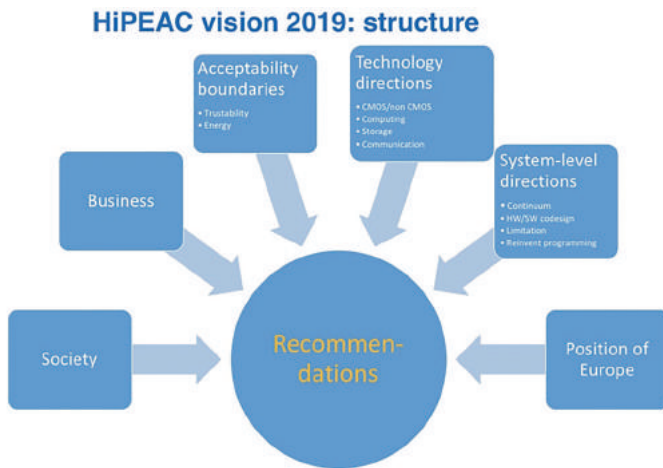 HiPEAC vision 2019: structure
Acceptability
boundaries
• Trustability
• Energy
Technology
directions
• CMOS/non CMOS
• Computing
• Storage
• Communication
System-level
directions
• Continuum
• HW/SW codesign
• Limitation
• Reinvent programming
Business
Society
Recommen-
dations
Position of
Europe